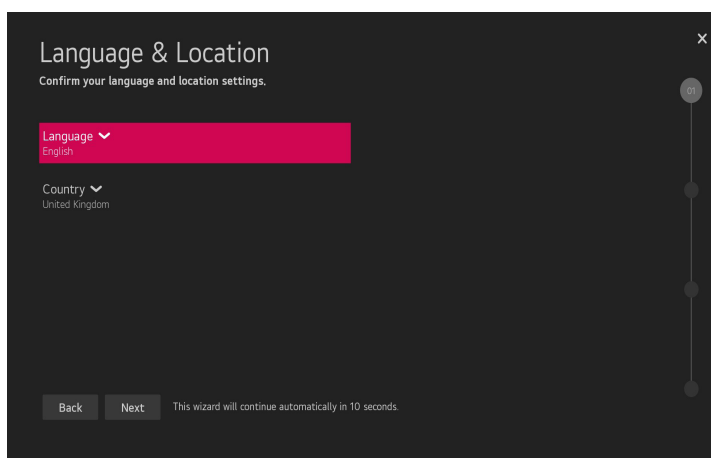 Language & Location
Confirm your language and location settings.
01
Language
English
Country
United Kingdom
Back
Next
This wizard will continue automatically in 10 seconds.